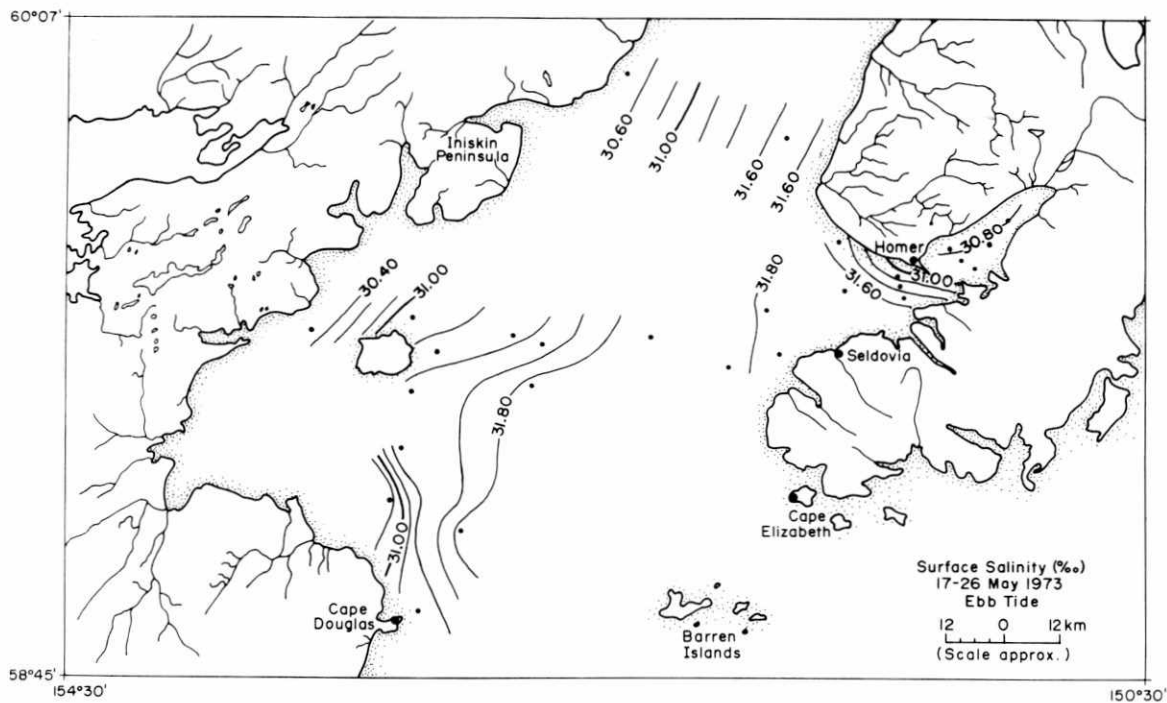 60°07'
Iniskin
Peninsula
30.60
31.00
31.60
31.60
Homer
30.80
31.00
31.60
31.80
30.40
31.00
Seldovia
31.80
31.00
Cape
Elizabeth
Cape
Douglas
Barren
Islands
Surface Salinity (‰)
17-26 May 1973
Ebb Tide
12 0 12 km
(Scale approx.)
58°45'
154°30'
150°30'